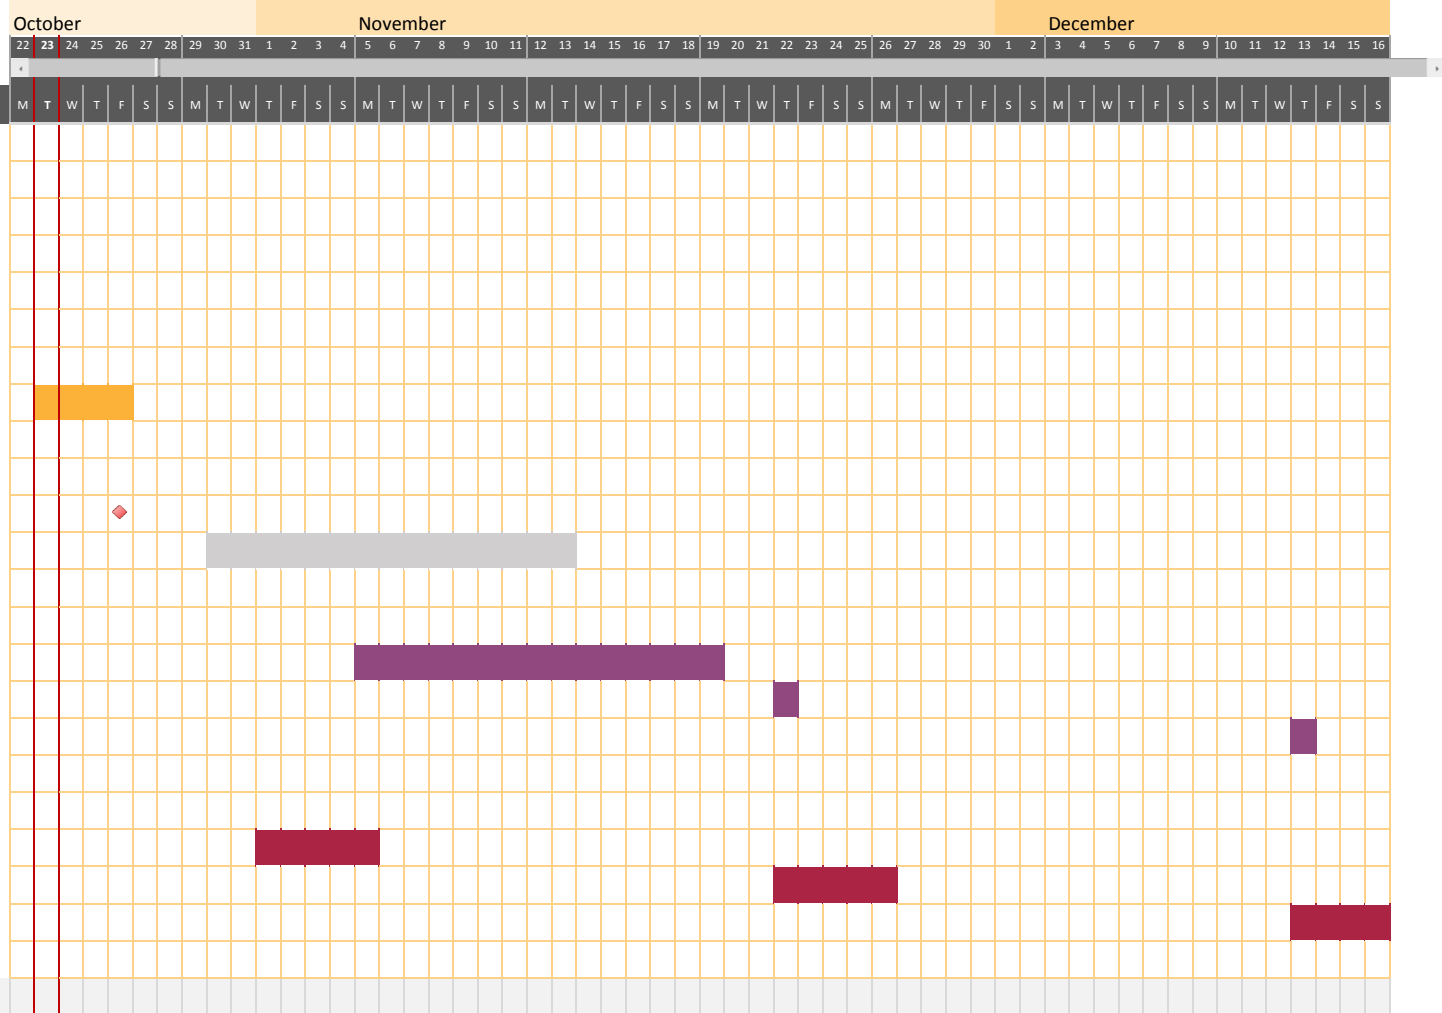 October November December
22 23 24 25 26 27 28 29 30 31 1 2 3 4 5 6 7 8 9 10 11 12 13 14 15 16 17 18 19 20 21 22 23 24 25 26 27 28 29 30 1 2 3 4 5 6 7 8 9 10 11 12 13 14 15 16
M T W T F S S M T W T F S S M T W T F S S M T W T F S S M T W T F S S M T W T F S S M T W T F S S M T W T F S S